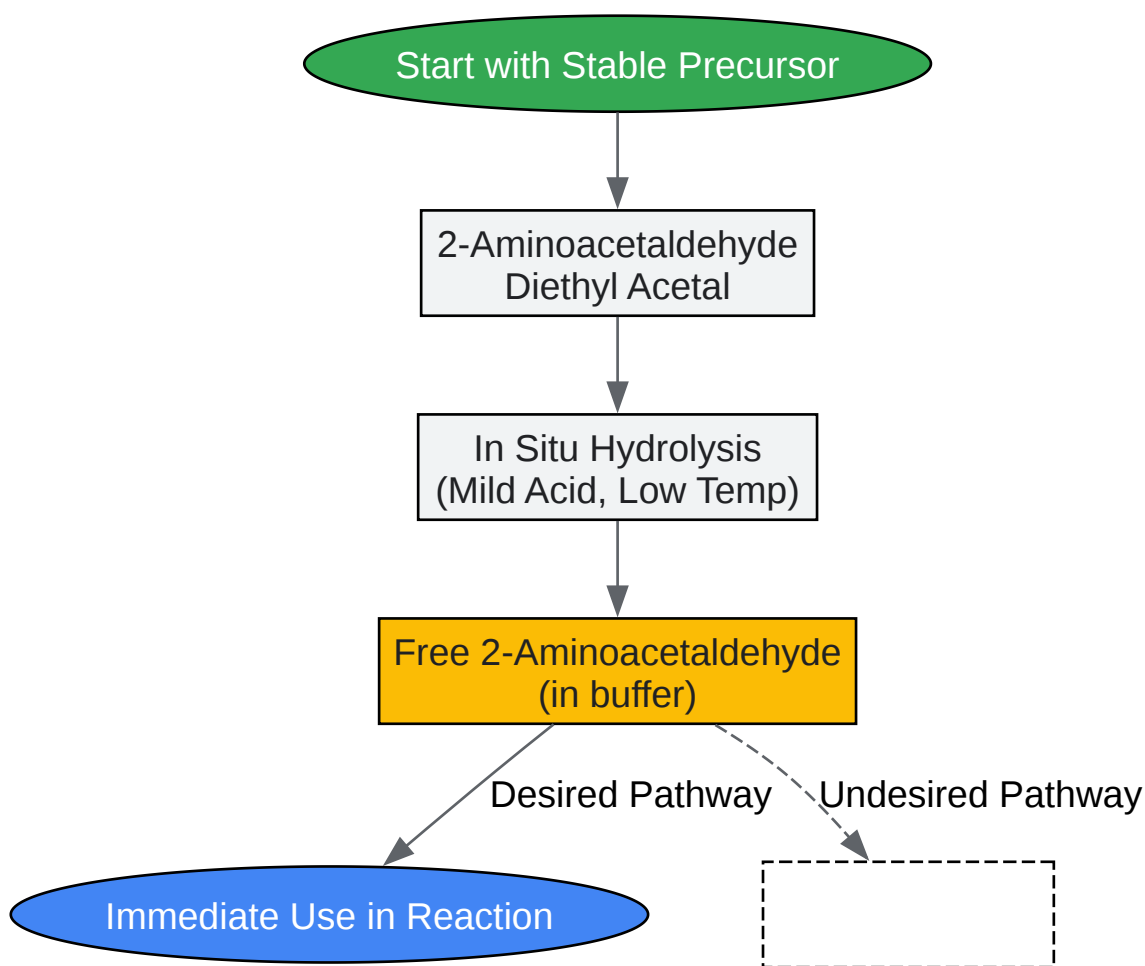 Start with Stable Precursor
2-Aminoacetaldehyde
Diethyl Acetal
In Situ Hydrolysis
(Mild Acid, Low Temp)
Free 2-Aminoacetaldehyde
(in buffer)
Desired Pathway
Undesired Pathway
Immediate Use in Reaction